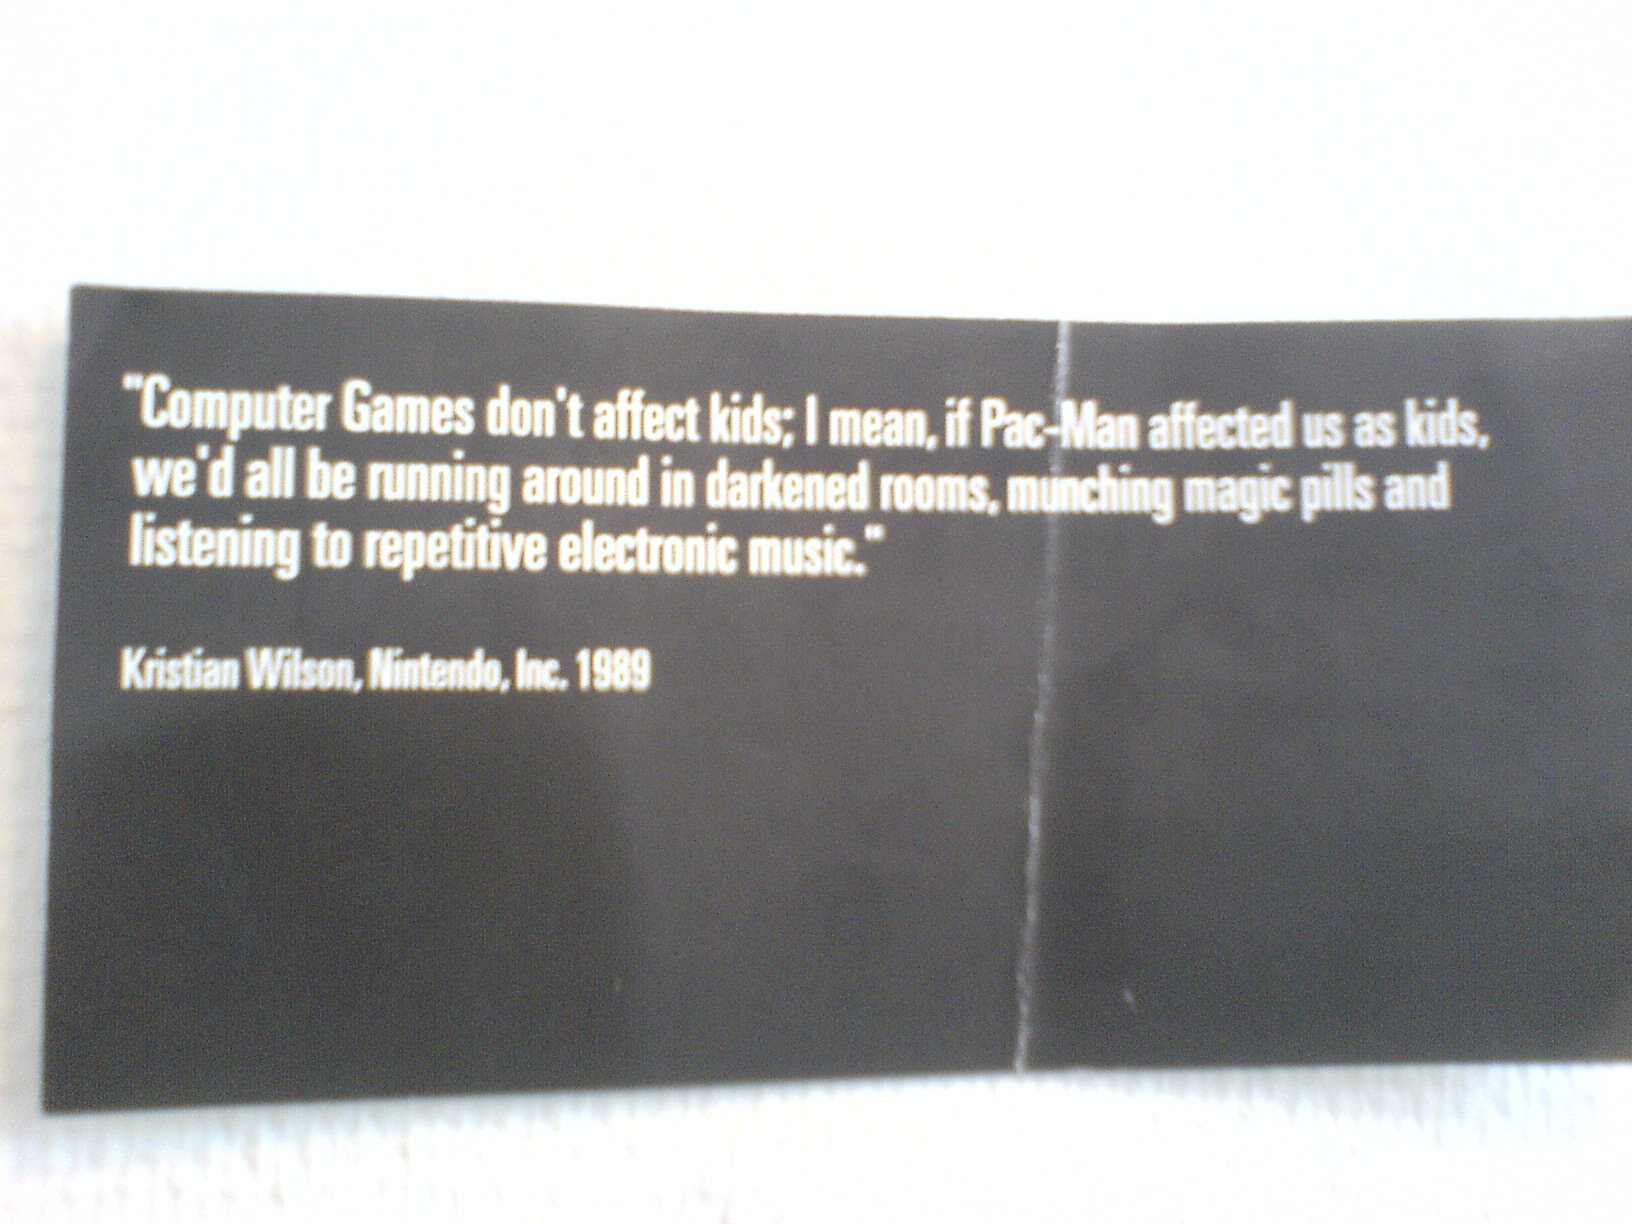 "Computer Games don't affect kids; I mean, if Pac-Man affected us as kids,
we'd all be running around in darkened rooms, munching magic pills and
listening to repetitive electronic music."
Kristian Wilson, Nintendo, Inc. 1989